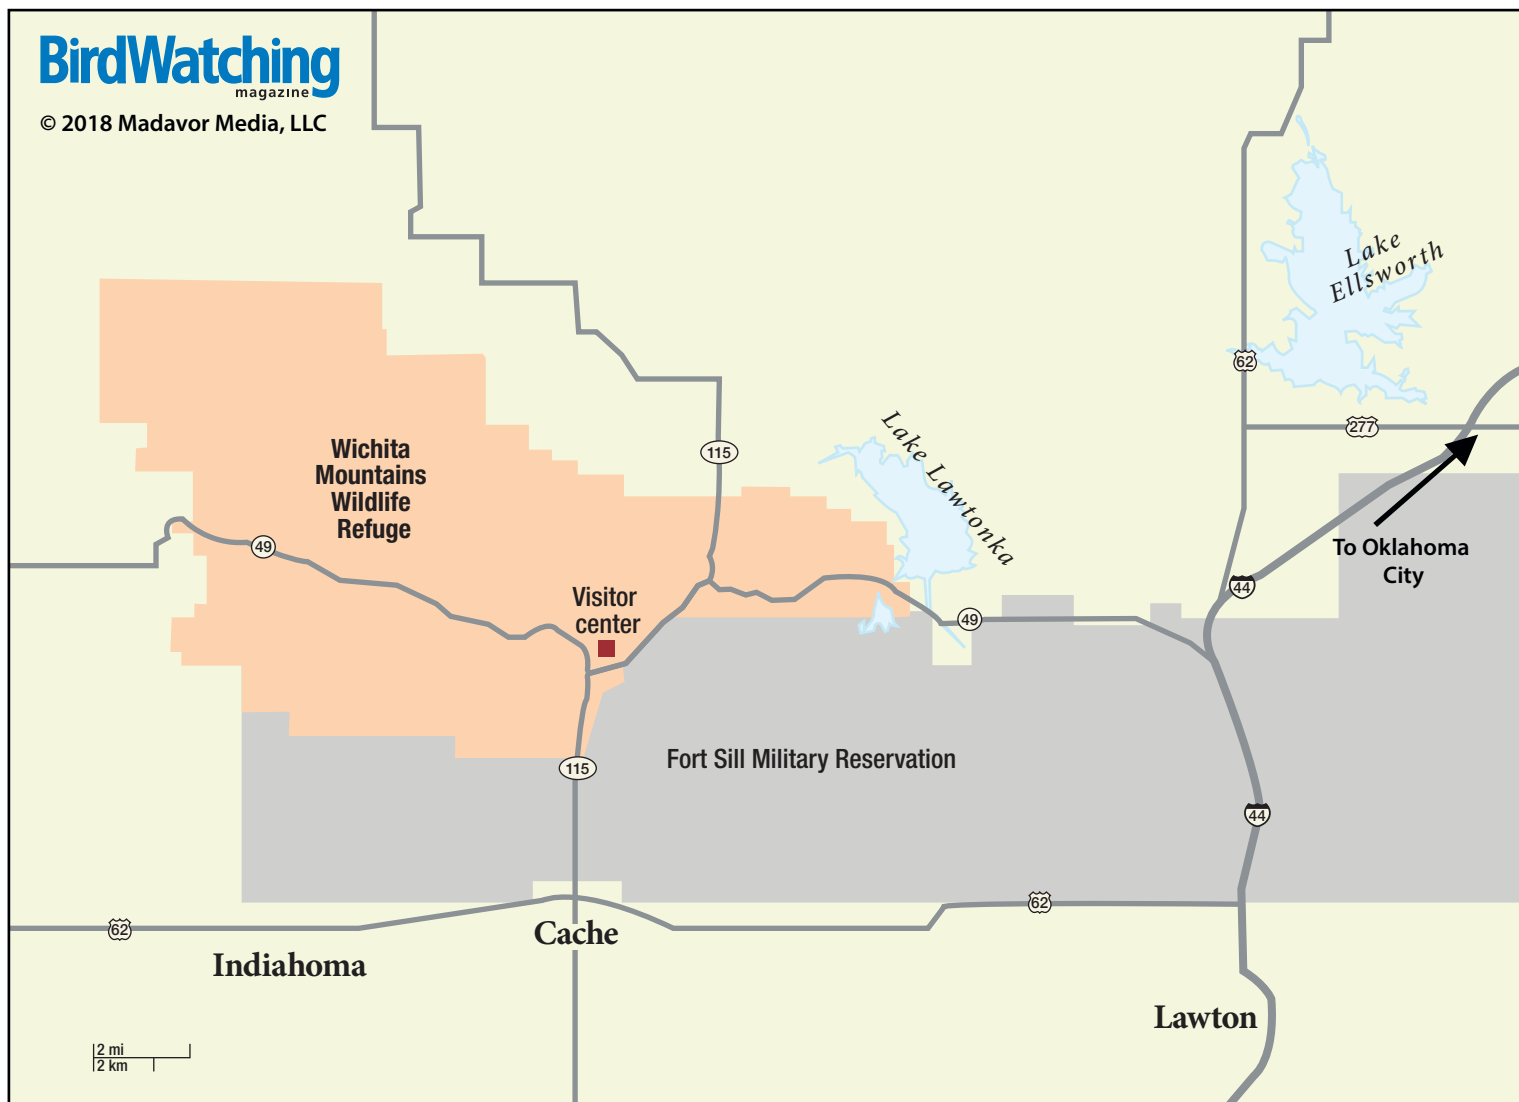 BirdWatching
magazine
© 2018 Madavor Media, LLC
Lake
Ellsworth
62
115
277
Lake Lawtonka
Wichita
Mountains
Wildlife
Refuge
49
To Oklahoma
City
44
Visitor
center
49
Fort Sill Military Reservation
115
44
62
62
Cache
Indiahoma
Lawton
2 mi
2 km